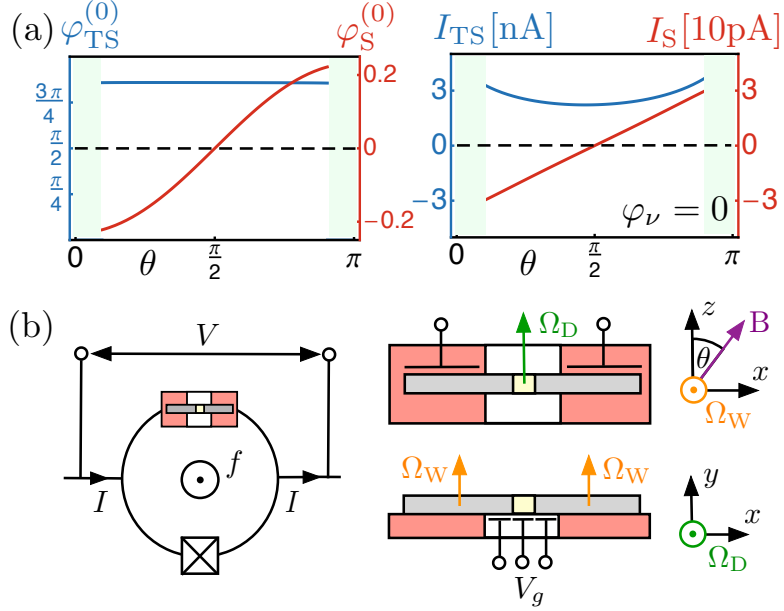 (a)
φ_TS^(0) φ_S^(0) I_TS[nA] I_S[10pA]
3π/4 π/2 π/4
0.2 0 −0.2
0 θ π/2 π
3 0 −3
3 0 −3
φ_ν = 0
0 θ π/2 π
(b)
V
I f I
Ω_D
z B θ x Ω_W
Ω_W Ω_W
V_g
y x Ω_D